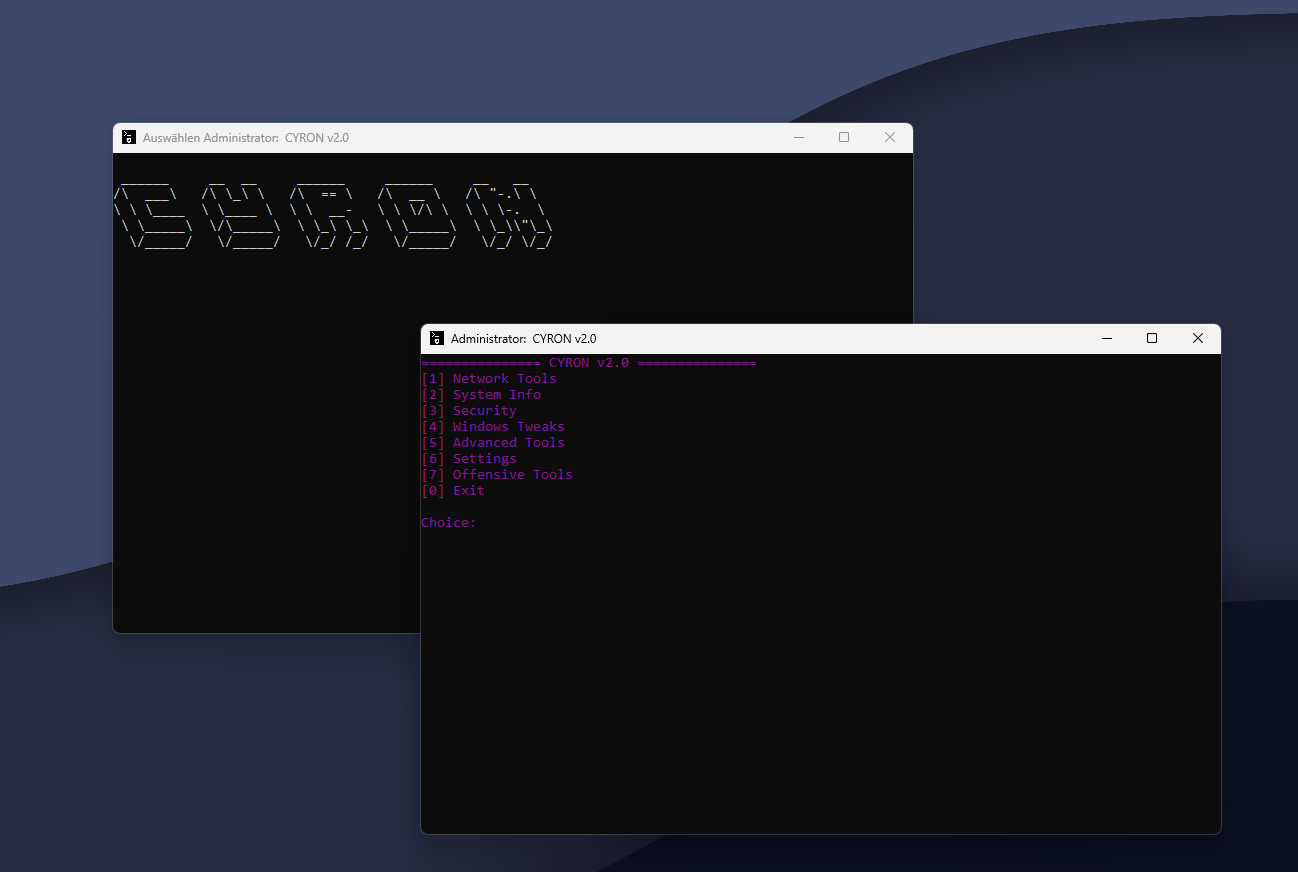 Auswählen Administrator:  CYRON v2.0
CYRON
Administrator:  CYRON v2.0
=============== CYRON v2.0 ===============
[1] Network Tools
[2] System Info
[3] Security
[4] Windows Tweaks
[5] Advanced Tools
[6] Settings
[7] Offensive Tools
[0] Exit
Choice: